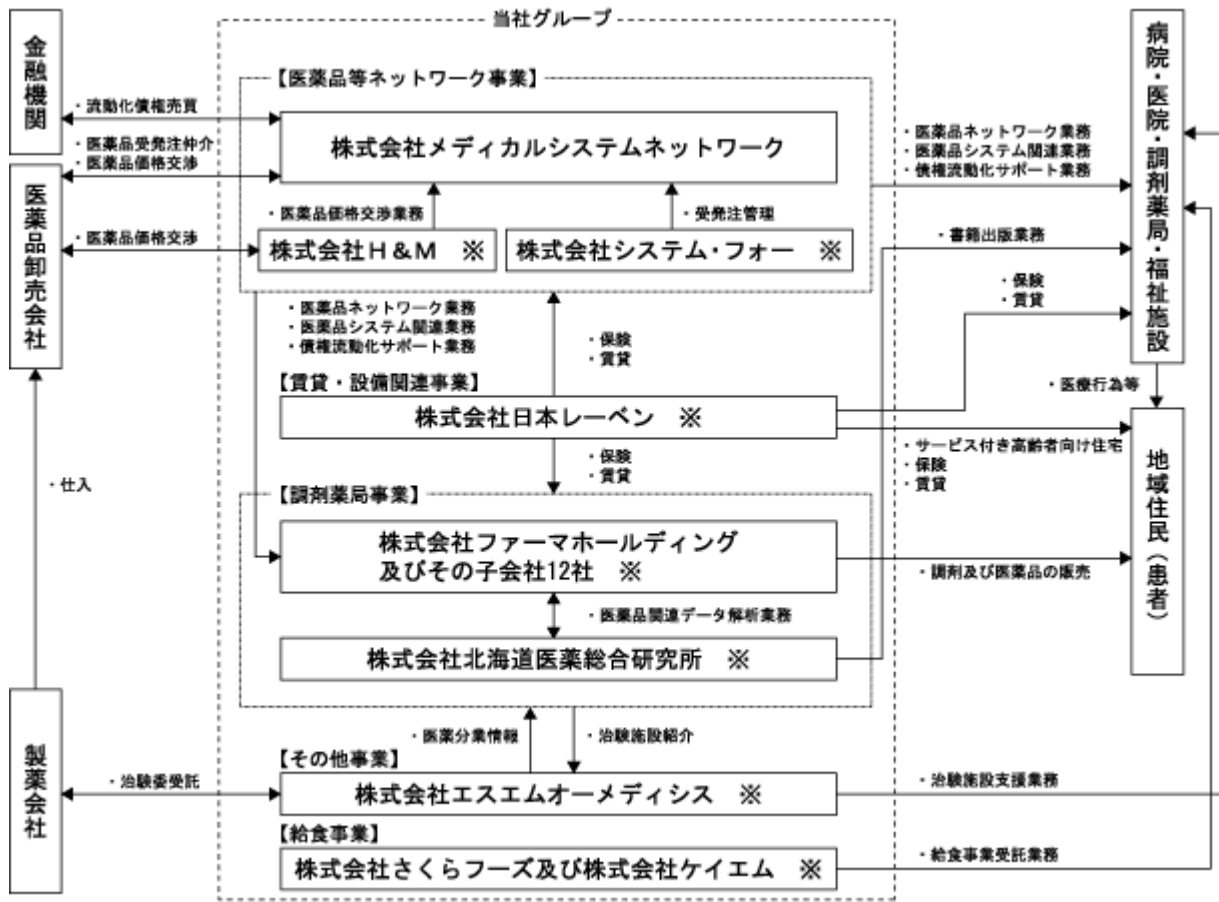 当社グループ
金融機関
医薬品卸売会社
製薬会社
・流動化債権売買
・医薬品受発注仲介
・医薬品価格交渉
・医薬品価格交渉
・仕入
・治験委受託
【医薬品等ネットワーク事業】
株式会社メディカルシステムネットワーク
・医薬品価格交渉業務
・受発注管理
株式会社H&M ※
株式会社システム・フォー ※
・医薬品ネットワーク業務
・医薬品システム関連業務
・債権流動化サポート業務
・保険
・賃貸
【賃貸・設備関連事業】
株式会社日本レーベン ※
・保険
・賃貸
【調剤薬局事業】
株式会社ファーマホールディング
及びその子会社12社 ※
・医薬品関連データ解析業務
株式会社北海道医薬総合研究所 ※
・医薬分業情報
・治験施設紹介
【その他事業】
株式会社エスエムオーメディシス ※
【給食事業】
株式会社さくらフーズ及び株式会社ケイエム ※
・医薬品ネットワーク業務
・医薬品システム関連業務
・債権流動化サポート業務
・書籍出版業務
・保険
・賃貸
・医療行為等
・サービス付き高齢者向け住宅
・保険
・賃貸
・調剤及び医薬品の販売
・治験施設支援業務
・給食事業受託業務
病院・医院・調剤薬局・福祉施設
地域住民（患者）